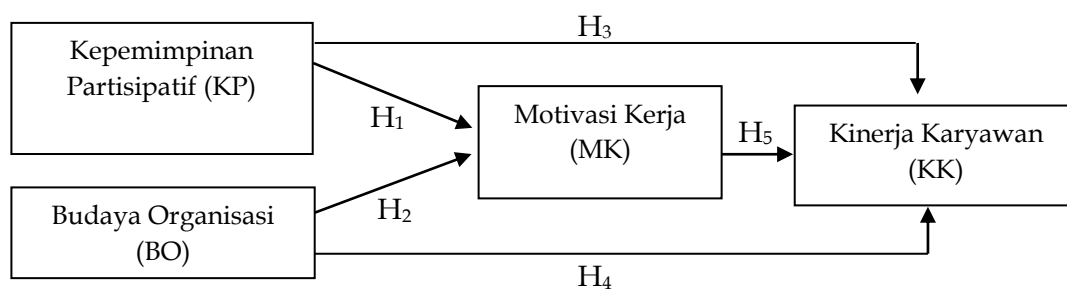 Kepemimpinan
Partisipatif (KP)
H₃
H₁
Motivasi Kerja
(MK)
H₅
Kinerja Karyawan
(KK)
Budaya Organisasi
(BO)
H₂
H₄